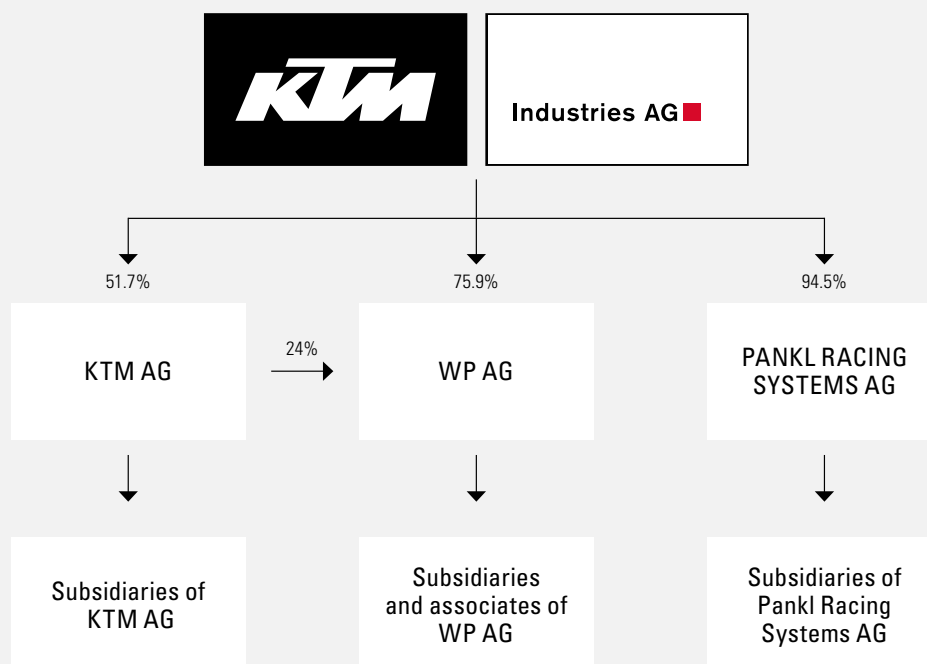 KTM
Industries AG
51.7%
75.9%
94.5%
KTM AG
24%
WP AG
PANKL RACING
SYSTEMS AG
Subsidiaries of
KTM AG
Subsidiaries
and associates of
WP AG
Subsidiaries of
Pankl Racing
Systems AG